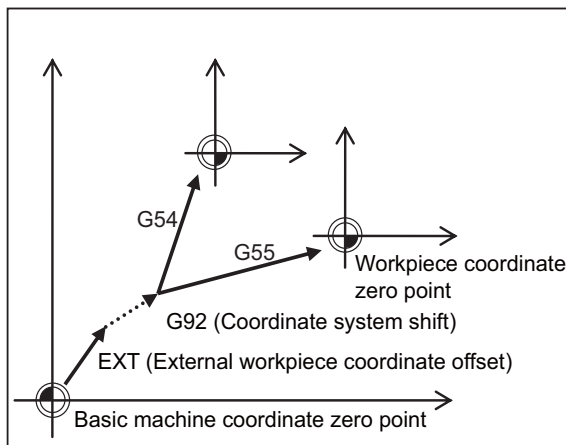 G54
G55
Workpiece coordinate
zero point
G92 (Coordinate system shift)
EXT (External workpiece coordinate offset)
Basic machine coordinate zero point